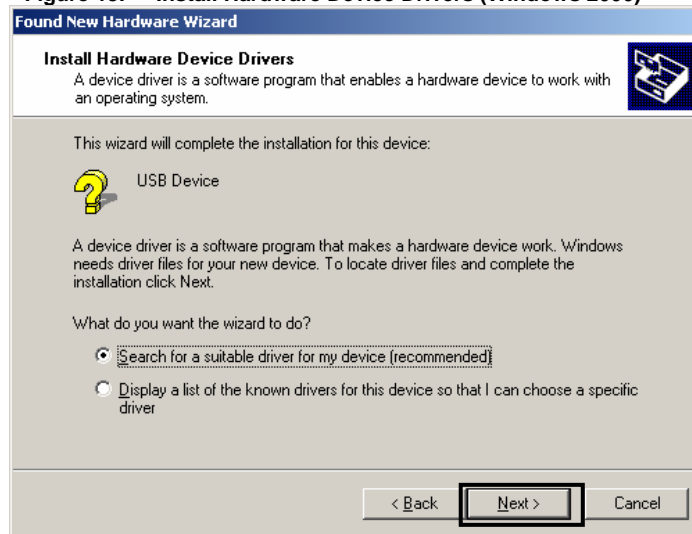 Found New Hardware Wizard
Install Hardware Device Drivers
A device driver is a software program that enables a hardware device to work with
an operating system.
This wizard will complete the installation for this device:
USB Device
A device driver is a software program that makes a hardware device work. Windows
needs driver files for your new device. To locate driver files and complete the
installation click Next.
What do you want the wizard to do?
Search for a suitable driver for my device (recommended)
Display a list of the known drivers for this device so that I can choose a specific
driver
< Back Next > Cancel